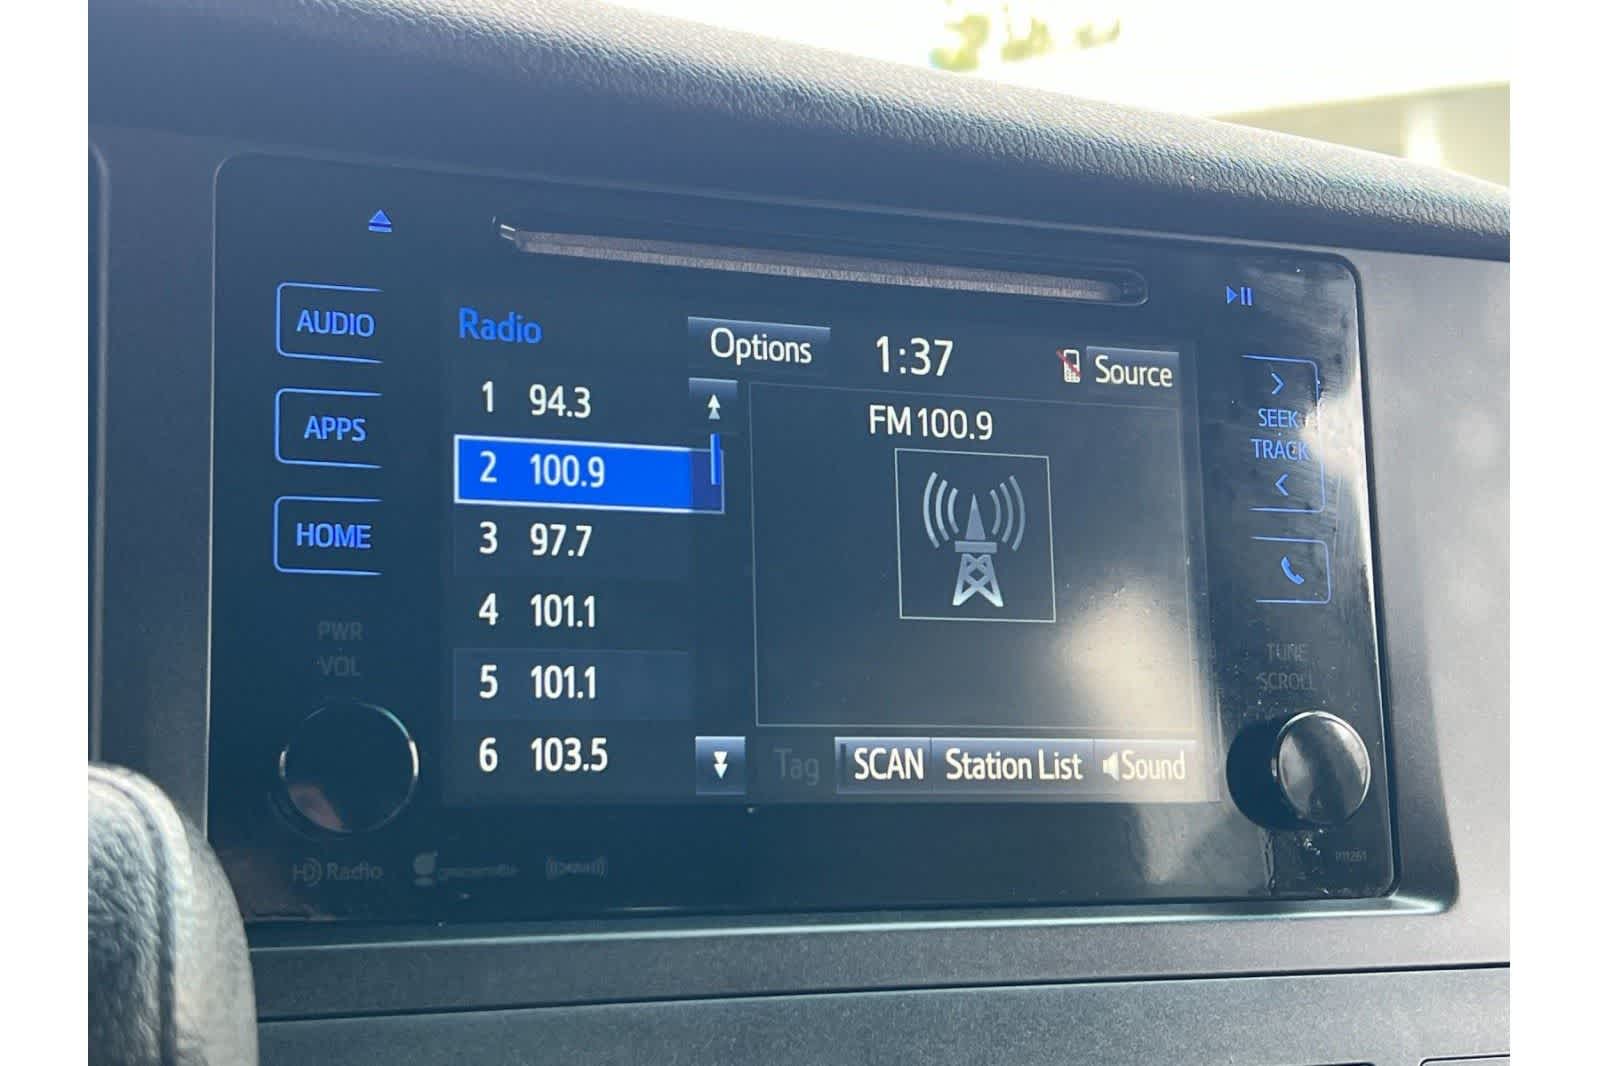 AUDIO
APPS
HOME
PWR
VOL
Radio
Options
1:37
Source
1 94.3
2 100.9
3 97.7
4 101.1
5 101.1
6 103.5
FM 100.9
Tag
SCAN
Station List
Sound
SEEK
TRACK
TUNE
SCROLL
HD Radio
P11261